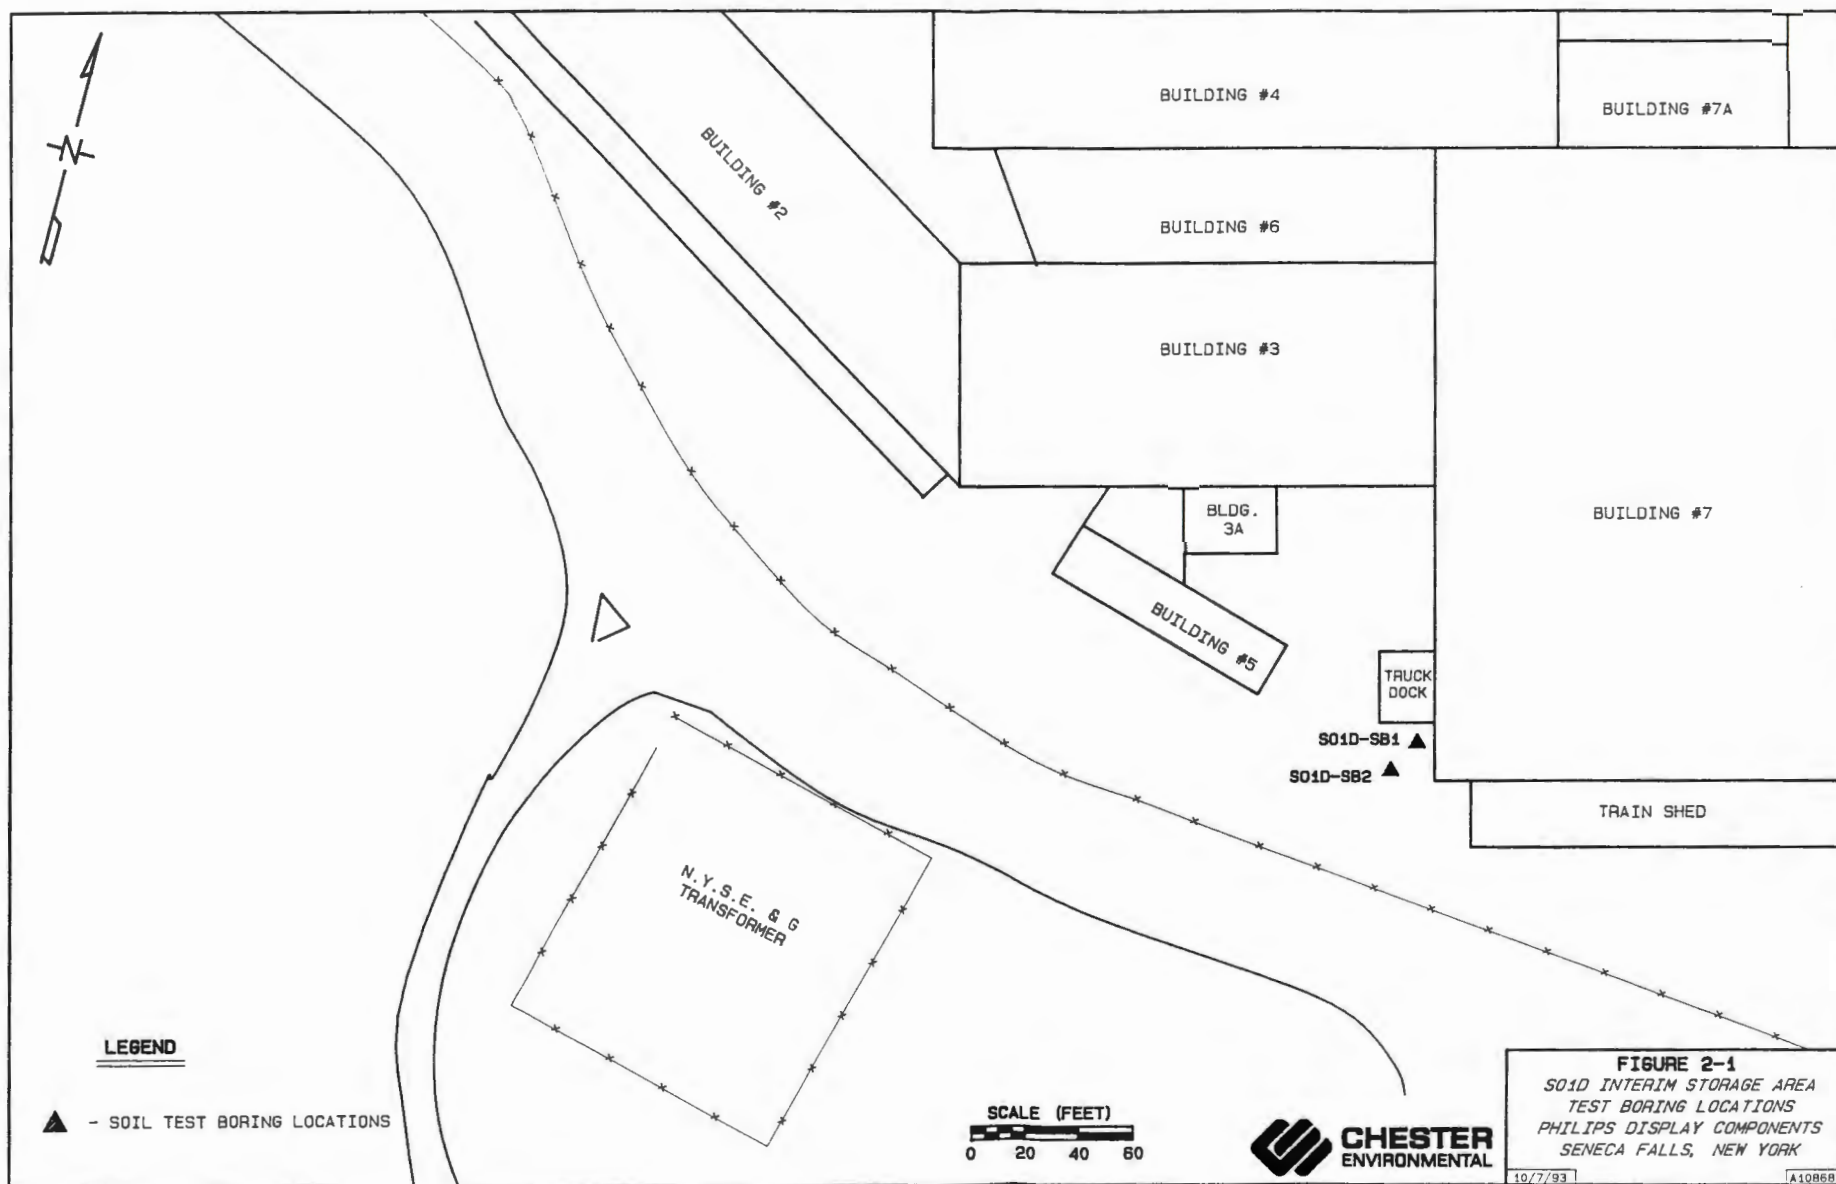 N
BUILDING #4
BUILDING #7A
BUILDING #2
BUILDING #6
BUILDING #3
BLDG.
3A
BUILDING #7
BUILDING #5
TRUCK
DOCK
S01D-SB1
S01D-SB2
TRAIN SHED
N.Y.S.E. & G
TRANSFORMER
LEGEND
- SOIL TEST BORING LOCATIONS
SCALE (FEET)
0 20 40 60
CHESTER
ENVIRONMENTAL
FIGURE 2-1
S01D INTERIM STORAGE AREA
TEST BORING LOCATIONS
PHILIPS DISPLAY COMPONENTS
SENECA FALLS, NEW YORK
10/7/93
A10868